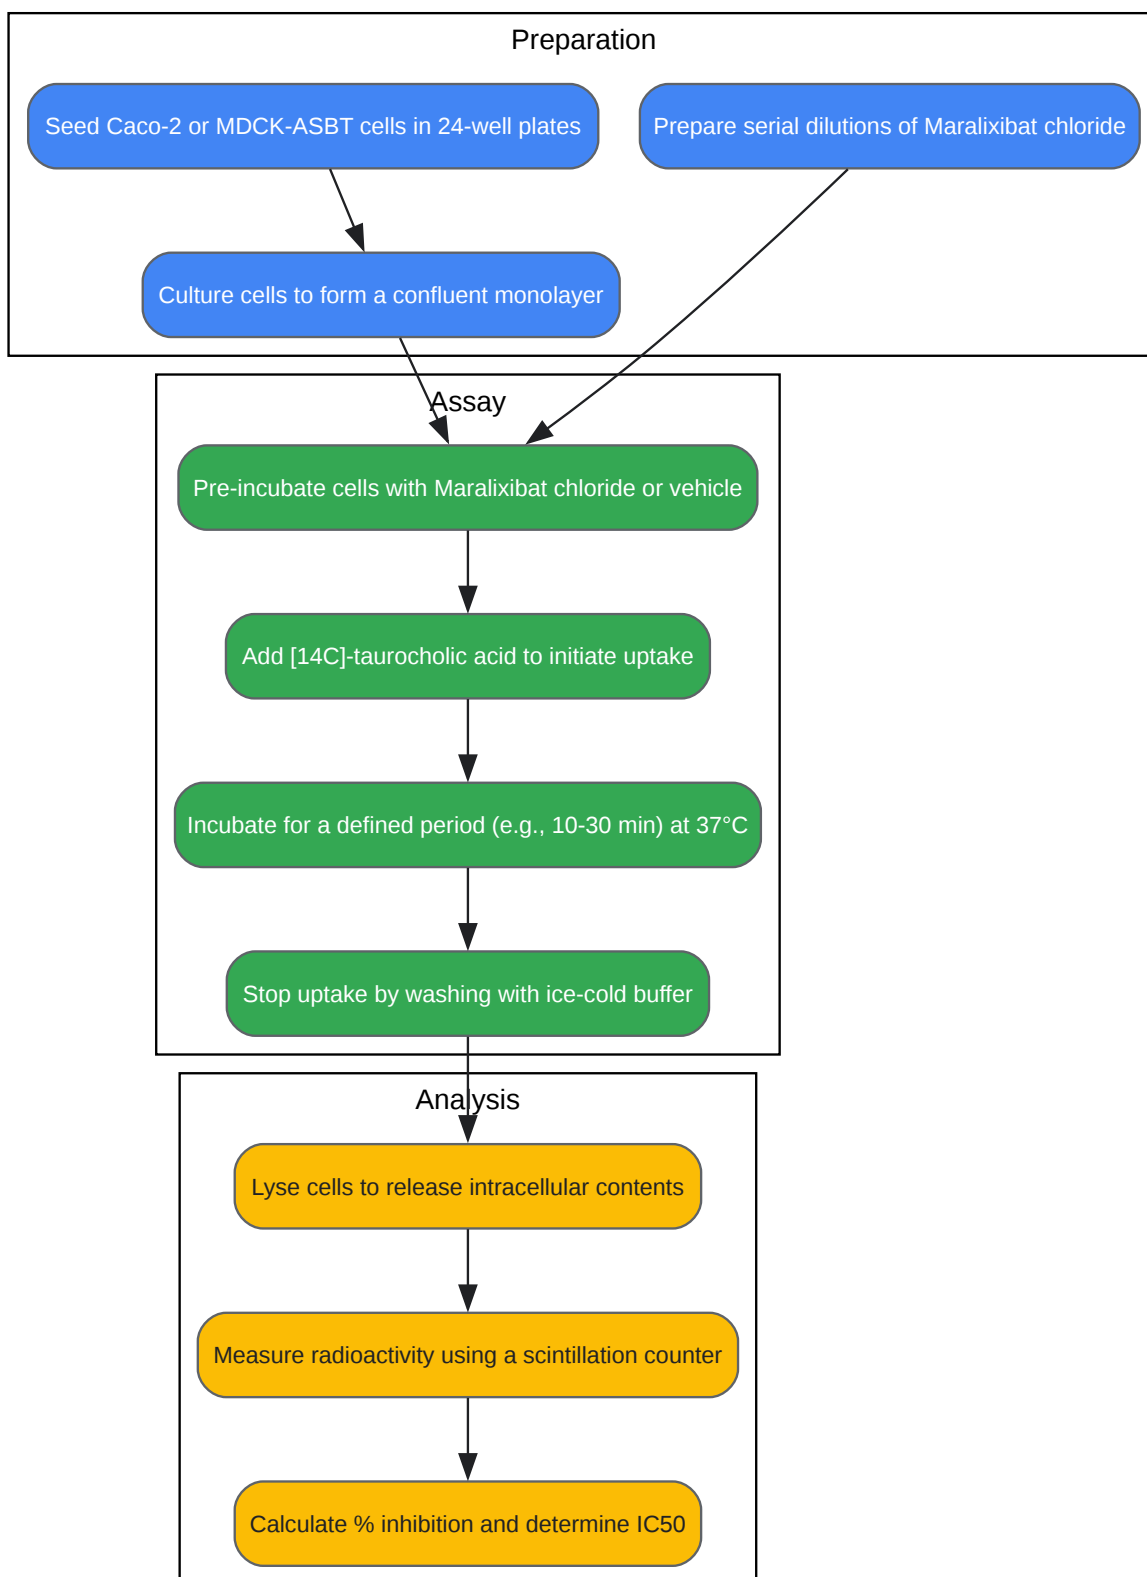 Preparation
Seed Caco-2 or MDCK-ASBT cells in 24-well plates
Prepare serial dilutions of Maralixibat chloride
Culture cells to form a confluent monolayer
Assay
Pre-incubate cells with Maralixibat chloride or vehicle
Add [14C]-taurocholic acid to initiate uptake
Incubate for a defined period (e.g., 10-30 min) at 37°C
Stop uptake by washing with ice-cold buffer
Analysis
Lyse cells to release intracellular contents
Measure radioactivity using a scintillation counter
Calculate % inhibition and determine IC50